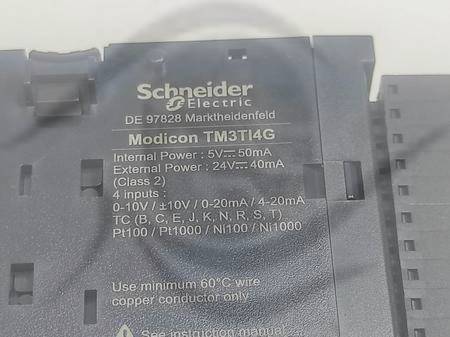 Schneider
Electric
DE 97828 Marktheidenfeld
Modicon TM3TI4G
Internal Power : 5V⎓50mA
External Power : 24V⎓40mA
(Class 2)
4 inputs :
0-10V / ±10V / 0-20mA / 4-20mA
TC (B, C, E, J, K, N, R, S, T)
Pt100 / Pt1000 / Ni100 / Ni1000
Use minimum 60°C wire
copper conductor only
See instruction manual